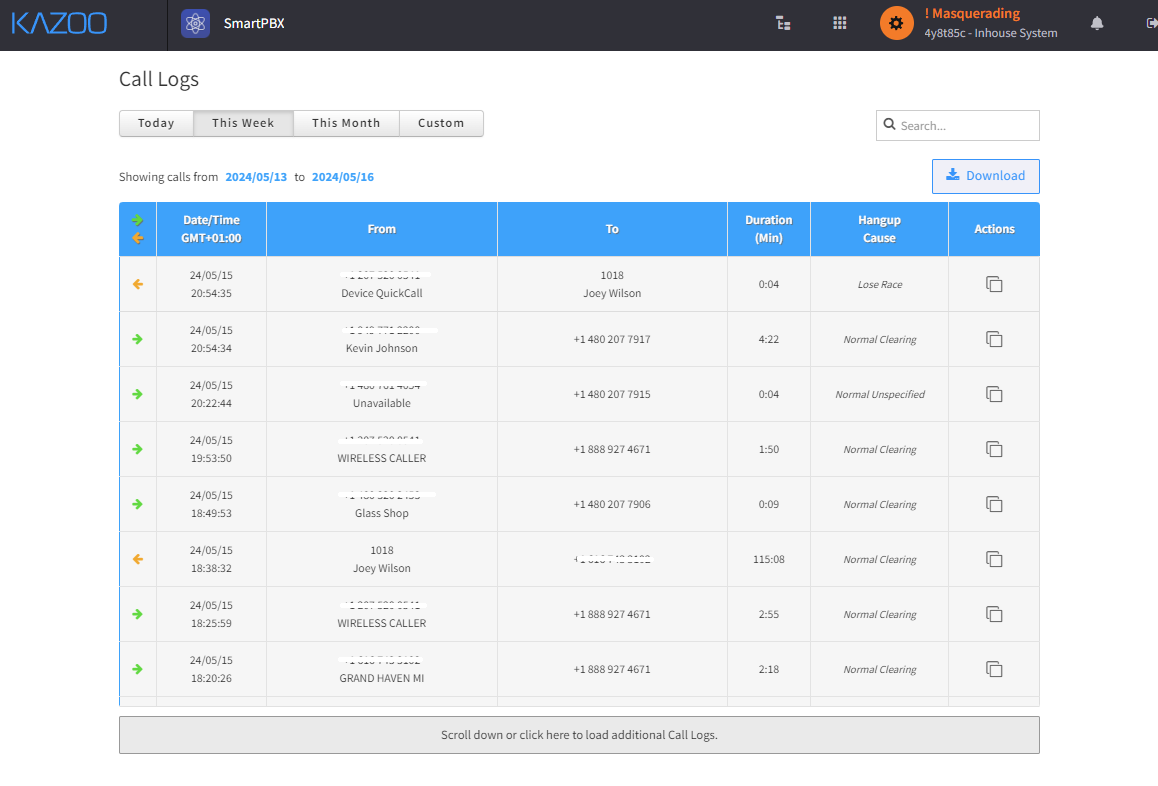 KAZOO
SmartPBX
! Masquerading
4y8t85c - Inhouse System
Call Logs
Today This Week This Month Custom
Search...
Showing calls from 2024/05/13 to 2024/05/16
Download
Date/Time GMT+01:00 From To Duration (Min) Hangup Cause Actions
24/05/15 1018
20:54:35 Device QuickCall Joey Wilson 0:04 Lose Race
24/05/15
20:54:34 Kevin Johnson +1 480 207 7917 4:22 Normal Clearing
24/05/15
20:22:44 Unavailable +1 480 207 7915 0:04 Normal Unspecified
24/05/15
19:53:50 WIRELESS CALLER +1 888 927 4671 1:50 Normal Clearing
24/05/15
18:49:53 Glass Shop +1 480 207 7906 0:09 Normal Clearing
24/05/15 1018
18:38:32 Joey Wilson 115:08 Normal Clearing
24/05/15
18:25:59 WIRELESS CALLER +1 888 927 4671 2:55 Normal Clearing
24/05/15
18:20:26 GRAND HAVEN MI +1 888 927 4671 2:18 Normal Clearing
Scroll down or click here to load additional Call Logs.